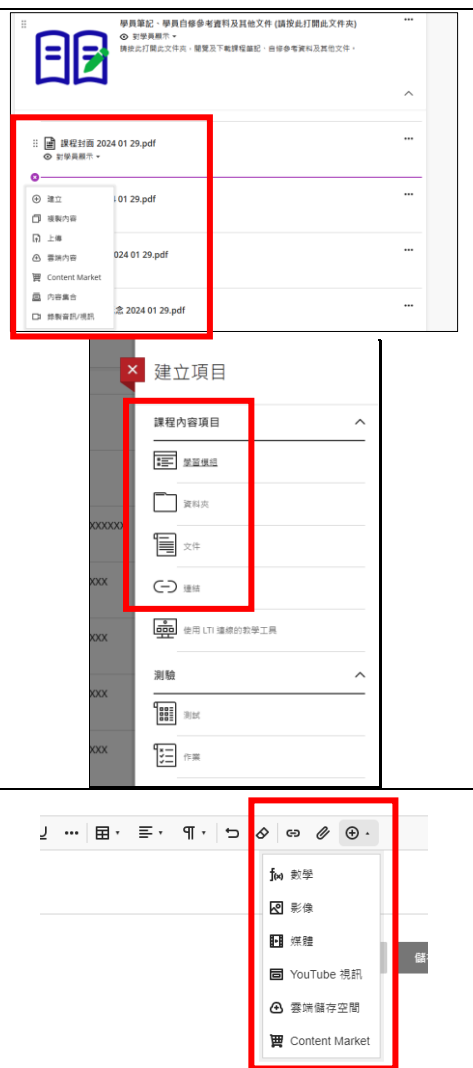 學員筆記、學員自修參考資料及其他文件 (請按此打開此文件夾)
對學員顯示
請按此打開此文件夾，閱覽及下載課程筆記、自修參考資料及其他文件。
課程封面 2024 01 29.pdf
對學員顯示
建立
01 29.pdf
複製內容
上傳
雲端內容
2024 01 29.pdf
Content Market
內容集合
念 2024 01 29.pdf
錄製音訊/視訊
建立項目
課程內容項目
學習模組
資料夾
XXXXXX
文件
XXX
連結
使用 LTI 連線的教學工具
XXX
測驗
XXX
測試
XXX
作業
數學
影像
媒體
YouTube 視訊
雲端儲存空間
Content Market